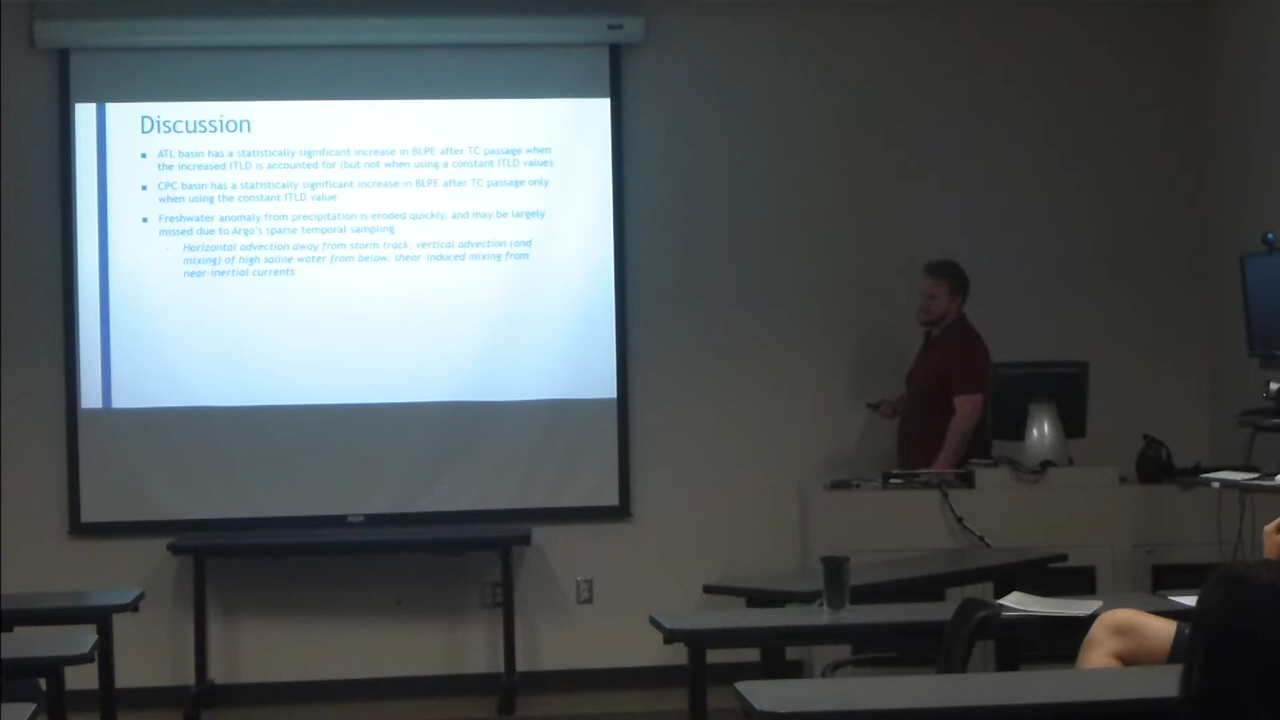 Discussion
▪ ATL basin has a statistically significant increase in BLPE after TC passage when
the increased ITLD is accounted for (but not when using a constant ITLD value)
▪ CPC basin has a statistically significant increase in BLPE after TC passage only
when using the constant ITLD value
▪ Freshwater anomaly from precipitation is eroded quickly, and may be largely
missed due to Argo's sparse temporal sampling
– Horizontal advection away from storm track, vertical advection (and
mixing) of high saline water from below, shear-induced mixing from
near-inertial currents